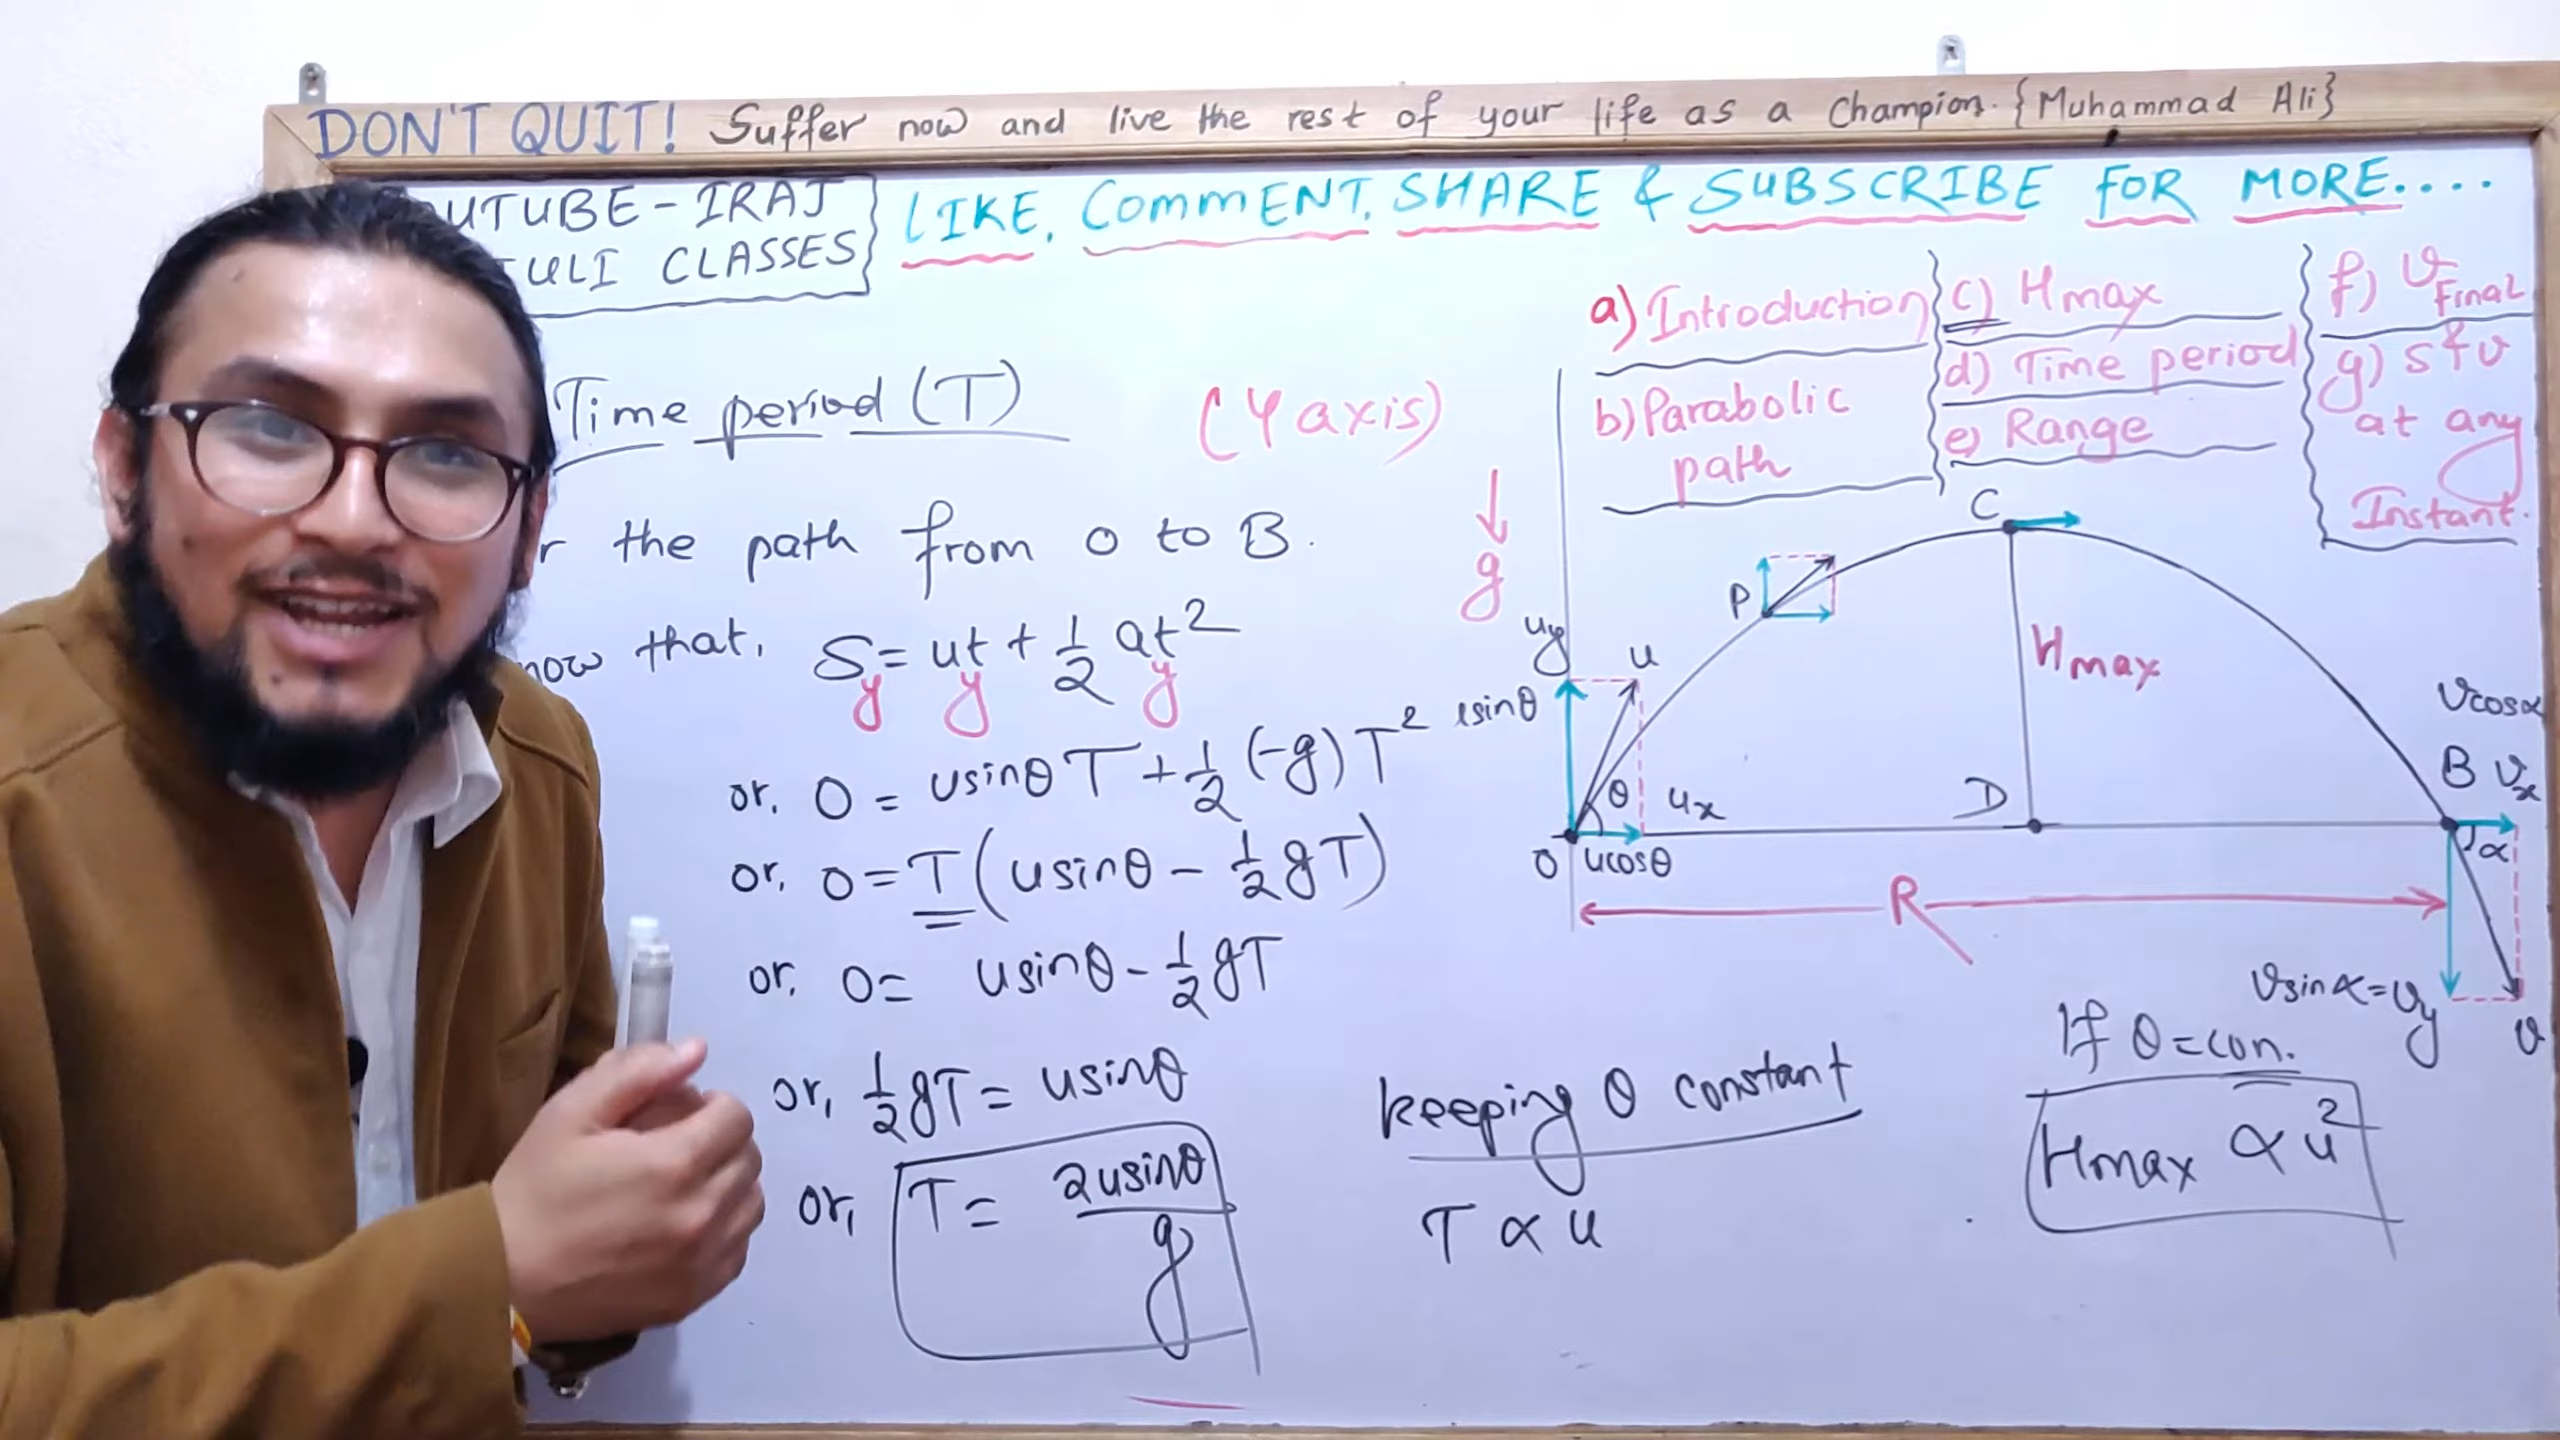 DON'T QUIT! Suffer now and live the rest of your life as a Champion. {Muhammad Ali}
UTUBE - IRAJ
ULI CLASSES
LIKE, COMMENT, SHARE & SUBSCRIBE FOR MORE....
a) Introduction
b) Parabolic path
c) Hmax
d) Time period
e) Range
f) vFinal
g) s & v at any Instant.
Time period (T)
(Y axis)
r the path from O to B.
now that, Sy = uyt + 1/2 ayt²
or, 0 = usinθ T + 1/2 (-g) T²
or, 0 = T (usinθ - 1/2 gT)
or, 0 = usinθ - 1/2 gT
or, 1/2 gT = usinθ
or, T = 2usinθ/g
keeping θ constant
T ∝ u
g
uy
u
sinθ
θ
ux
O
ucosθ
P
C
Hmax
D
R
vcosα
B
vx
α
vsinα = vy
v
If θ = con.
Hmax ∝ u²